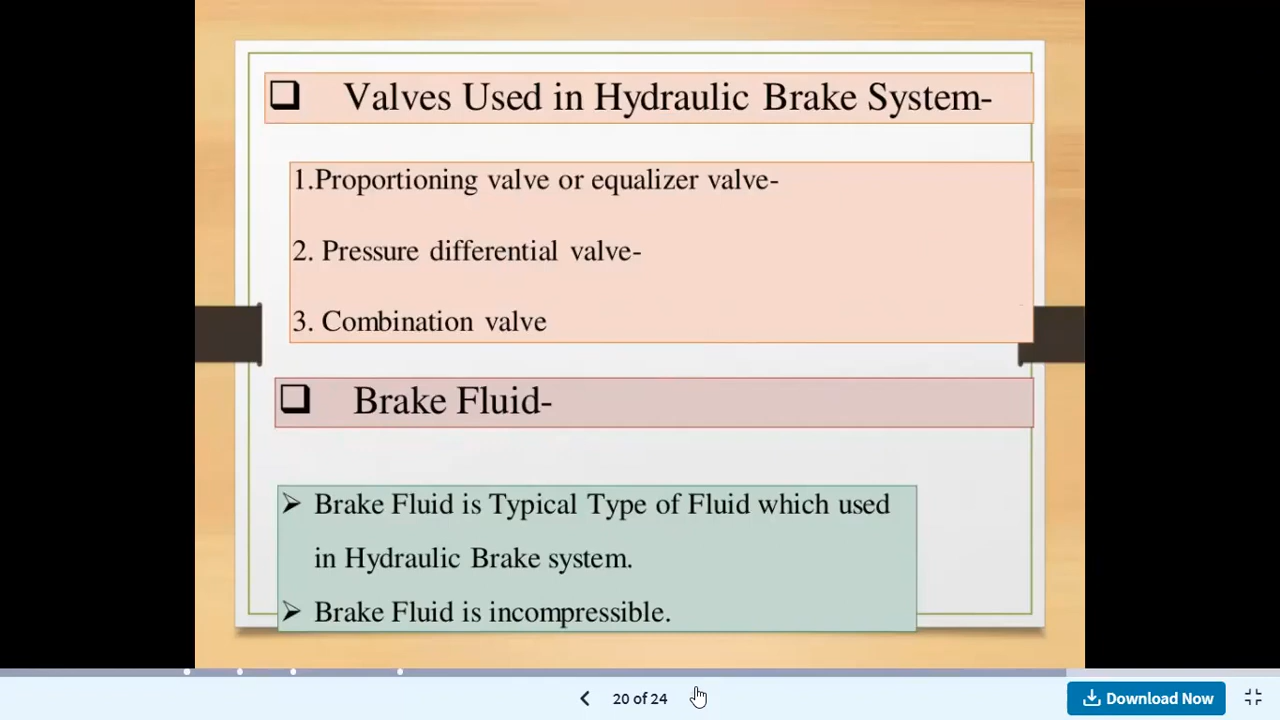 ❑ Valves Used in Hydraulic Brake System-
1.Proportioning valve or equalizer valve-
2. Pressure differential valve-
3. Combination valve
❑ Brake Fluid-
➢ Brake Fluid is Typical Type of Fluid which used
in Hydraulic Brake system.
➢ Brake Fluid is incompressible.
20 of 24
Download Now